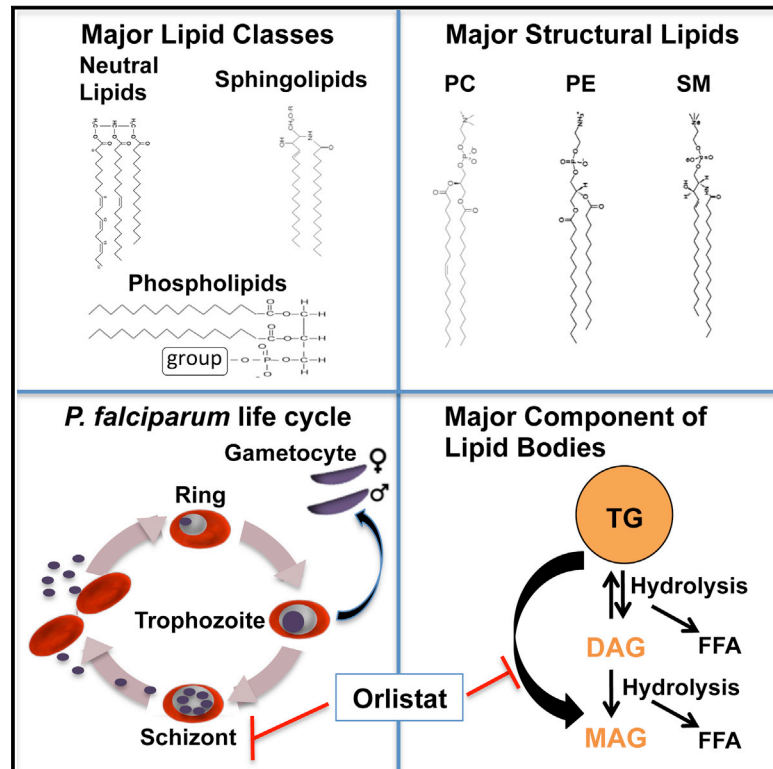 Major Lipid Classes
Neutral
Lipids
Sphingolipids
Phospholipids
group
Major Structural Lipids
PC
PE
SM
P. falciparum life cycle
Gametocyte ♀
♂
Ring
Trophozoite
Schizont
Orlistat
Major Component of
Lipid Bodies
TG
Hydrolysis
DAG
FFA
Hydrolysis
MAG
FFA